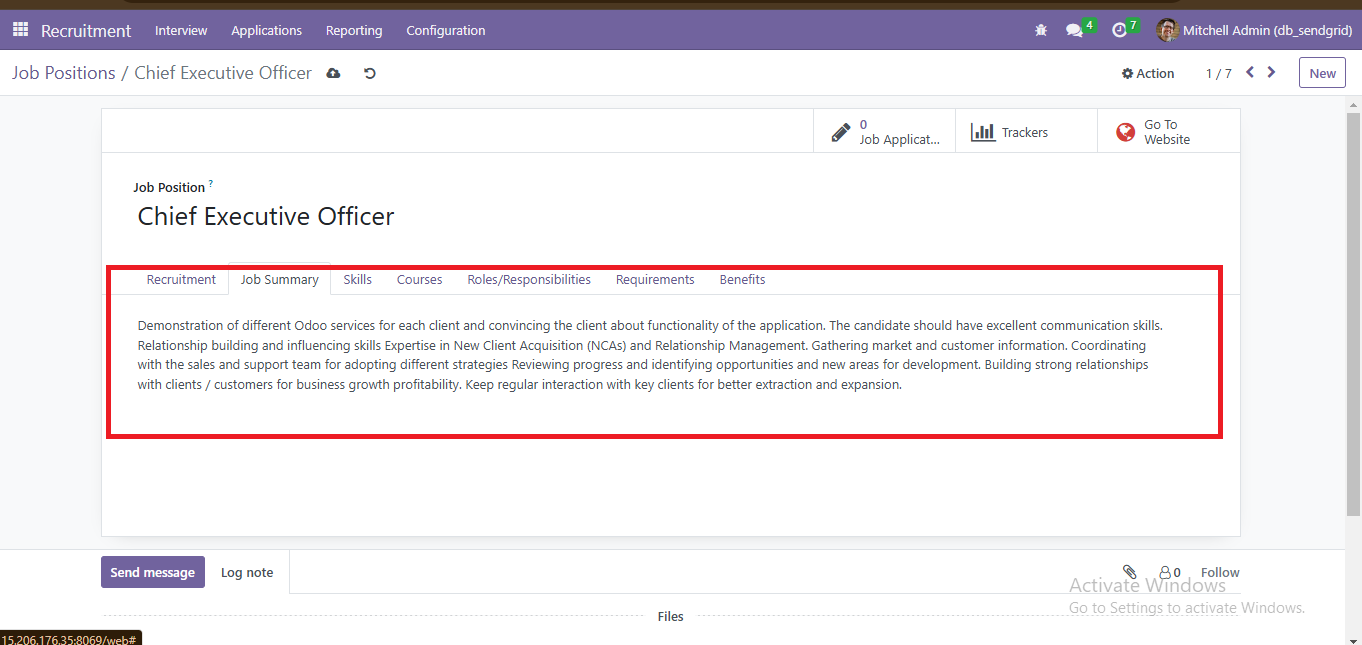 Recruitment Interview Applications Reporting Configuration 4 7 Mitchell Admin (db_sendgrid)
Job Positions / Chief Executive Officer Action 1 / 7 New
0
Job Applicat...
Trackers
Go To
Website
Job Position ?
Chief Executive Officer
Recruitment Job Summary Skills Courses Roles/Responsibilities Requirements Benefits
Demonstration of different Odoo services for each client and convincing the client about functionality of the application. The candidate should have excellent communication skills.
Relationship building and influencing skills Expertise in New Client Acquisition (NCAs) and Relationship Management. Gathering market and customer information. Coordinating
with the sales and support team for adopting different strategies Reviewing progress and identifying opportunities and new areas for development. Building strong relationships
with clients / customers for business growth profitability. Keep regular interaction with key clients for better extraction and expansion.
Send message Log note 0 Follow
Activate Windows
Go to Settings to activate Windows.
Files
15.206.176.35:8069/web#